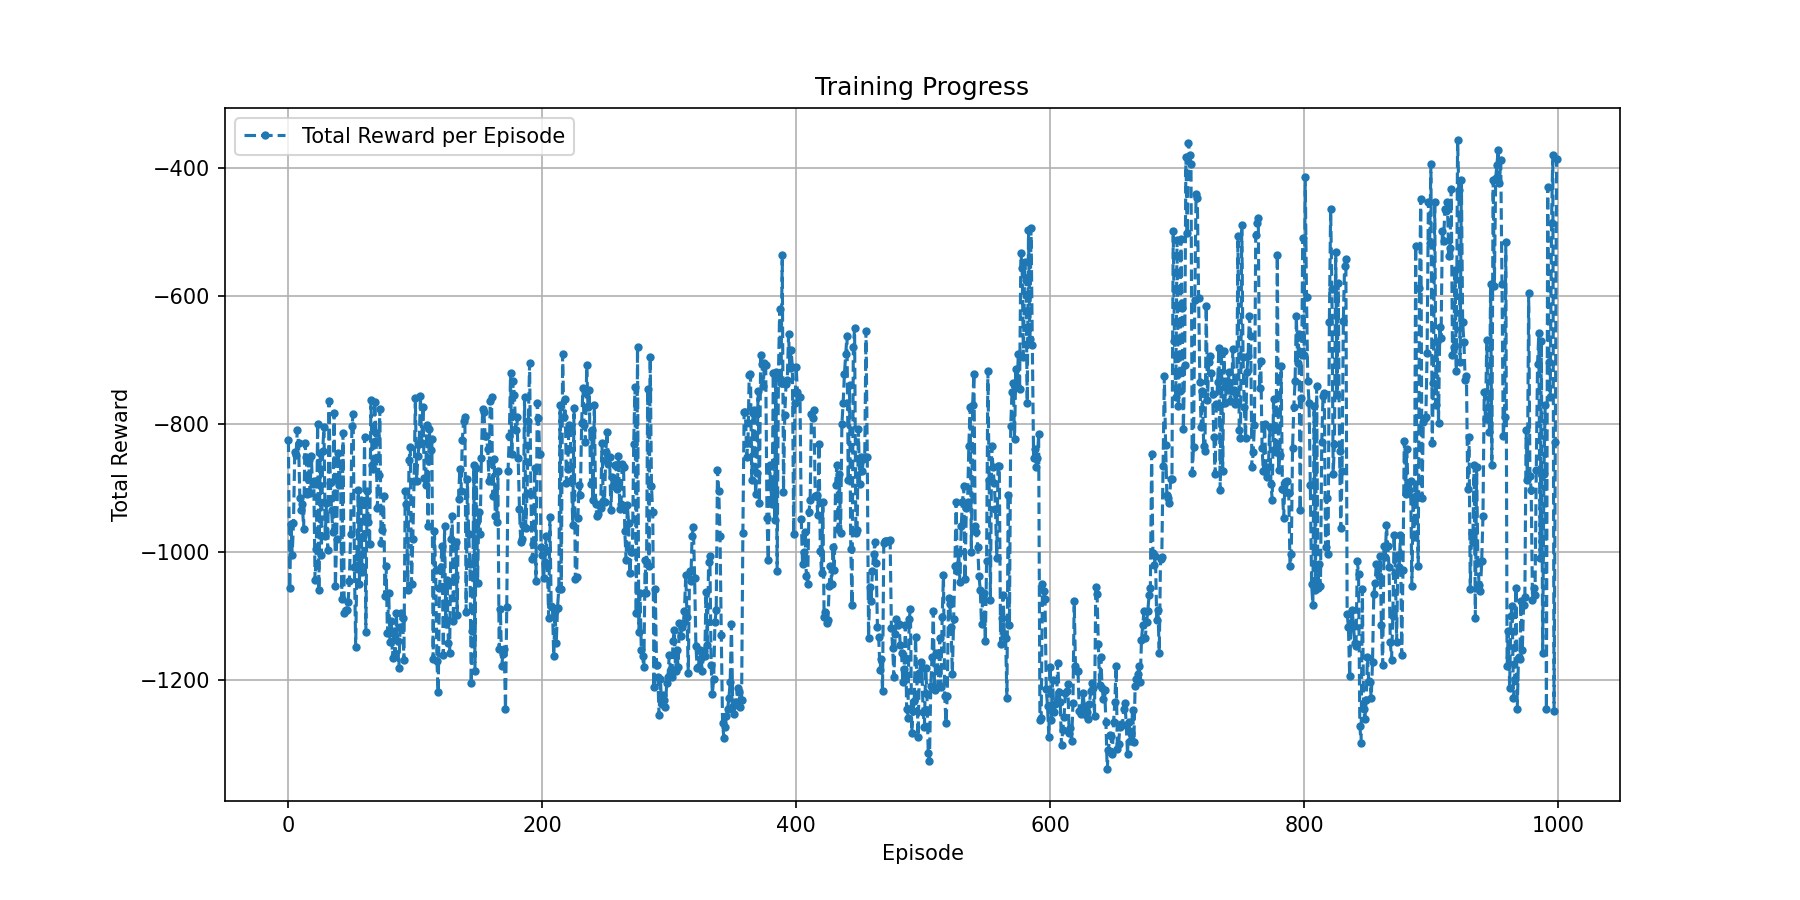 Training Progress
Total Reward per Episode
Total Reward
−400
−600
−800
−1000
−1200
0 200 400 600 800 1000
Episode